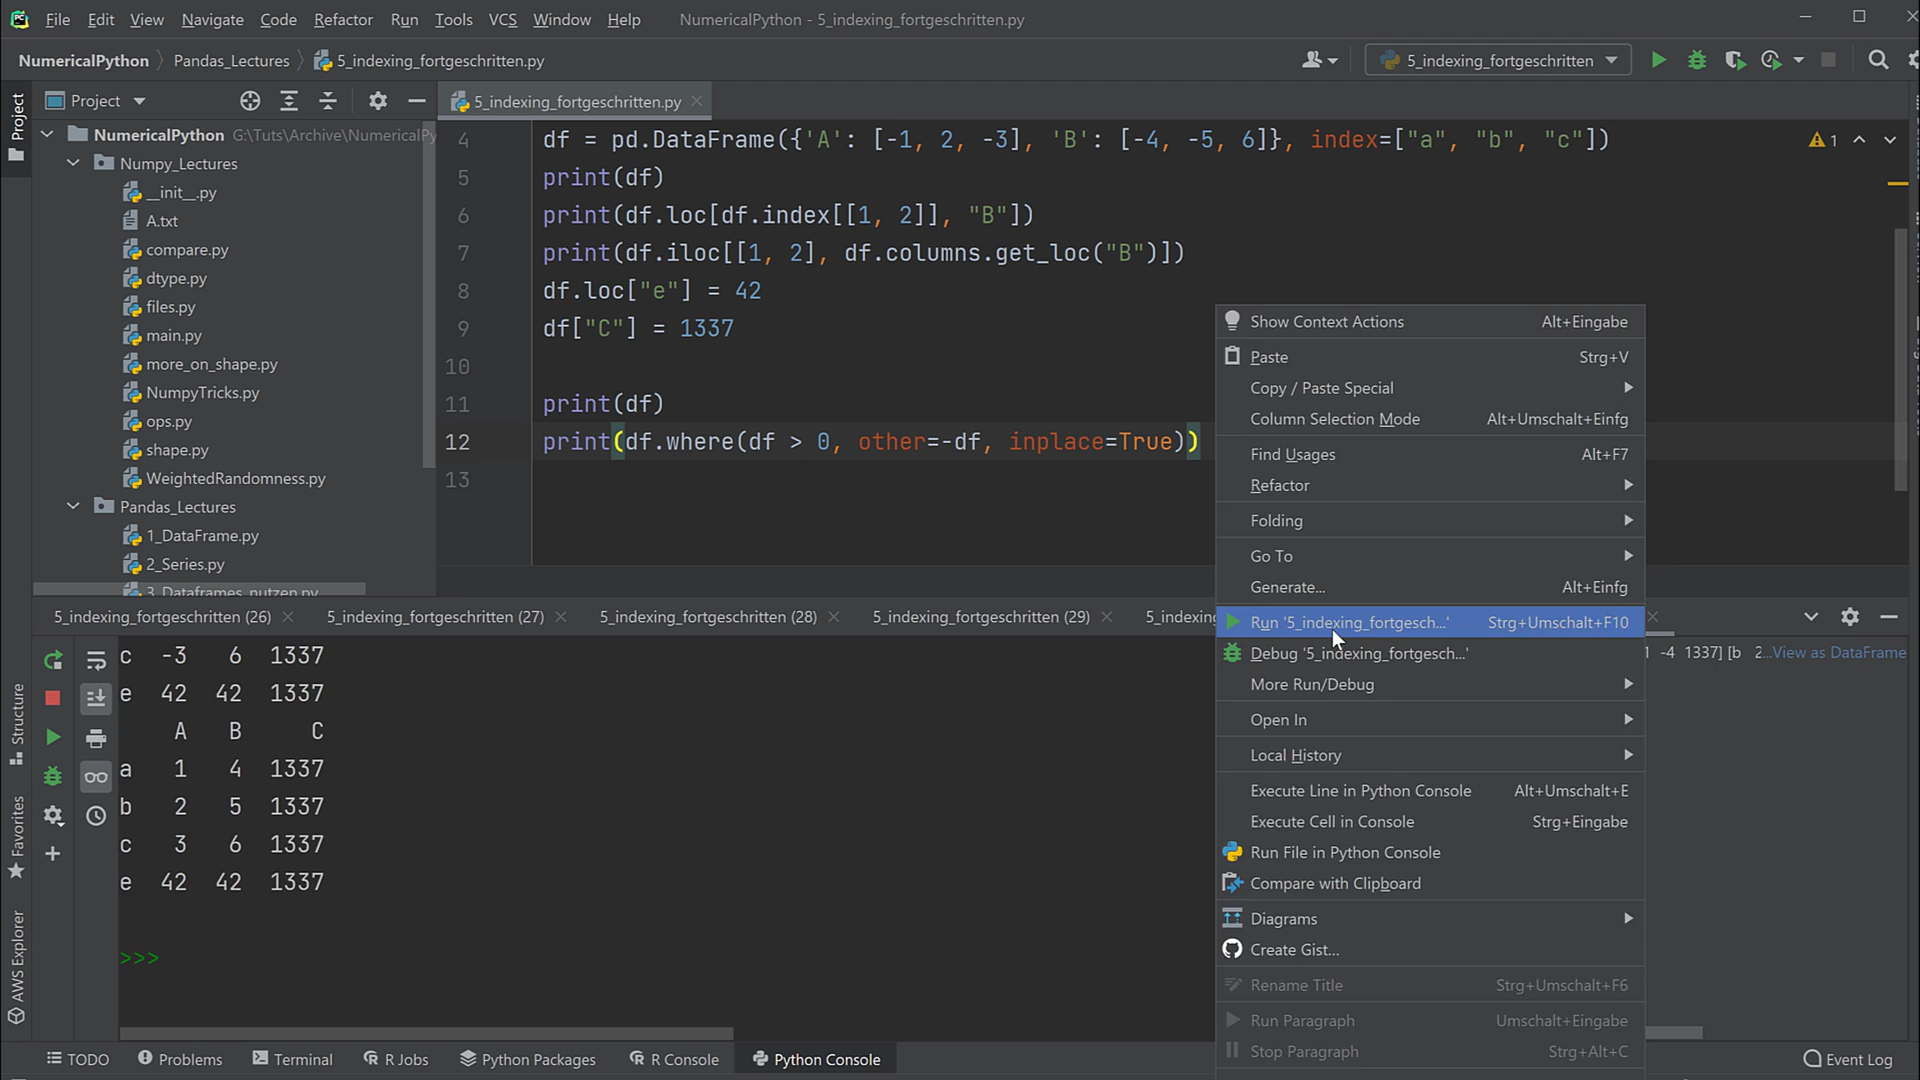 File Edit View Navigate Code Refactor Run Tools VCS Window Help NumericalPython - 5_indexing_fortgeschritten.py
NumericalPython Pandas_Lectures 5_indexing_fortgeschritten.py 5_indexing_fortgeschritten
Project
Project
5_indexing_fortgeschritten.py
NumericalPython G:\Tuts\Archive\NumericalPy
Numpy_Lectures
__init__.py
A.txt
compare.py
dtype.py
files.py
main.py
more_on_shape.py
NumpyTricks.py
ops.py
shape.py
WeightedRandomness.py
Pandas_Lectures
1_DataFrame.py
2_Series.py
3_Dataframes_nutzen.py
4 df = pd.DataFrame({'A': [-1, 2, -3], 'B': [-4, -5, 6]}, index=["a", "b", "c"])
1
5 print(df)
6 print(df.loc[df.index[[1, 2]], "B"])
7 print(df.iloc[[1, 2], df.columns.get_loc("B")])
8 df.loc["e"] = 42
9 df["C"] = 1337
10
11 print(df)
12 print(df.where(df > 0, other=-df, inplace=True))
13
Show Context Actions Alt+Eingabe
Paste Strg+V
Copy / Paste Special
Column Selection Mode Alt+Umschalt+Einfg
Find Usages Alt+F7
Refactor
Folding
Go To
Generate... Alt+Einfg
Run '5_indexing_fortgesch...' Strg+Umschalt+F10
Debug '5_indexing_fortgesch...'
More Run/Debug
Open In
Local History
Execute Line in Python Console Alt+Umschalt+E
Execute Cell in Console Strg+Eingabe
Run File in Python Console
Compare with Clipboard
Diagrams
Create Gist...
Rename Title Strg+Umschalt+F6
Run Paragraph Umschalt+Eingabe
Stop Paragraph Strg+Alt+C
5_indexing_fortgeschritten (26) 5_indexing_fortgeschritten (27) 5_indexing_fortgeschritten (28) 5_indexing_fortgeschritten (29) 5_indexing
1 -4 1337] [b 2...View as DataFrame
c -3 6 1337
e 42 42 1337
A B C
a 1 4 1337
b 2 5 1337
c 3 6 1337
e 42 42 1337
>>>
Structure
Favorites
AWS Explorer
TODO Problems Terminal R Jobs Python Packages R Console Python Console Event Log